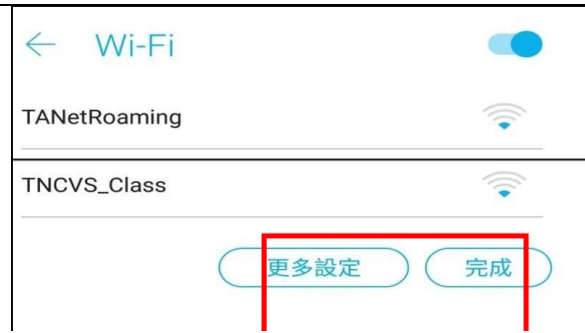 Wi-Fi
TANetRoaming
TNCVS_Class
更多設定 完成